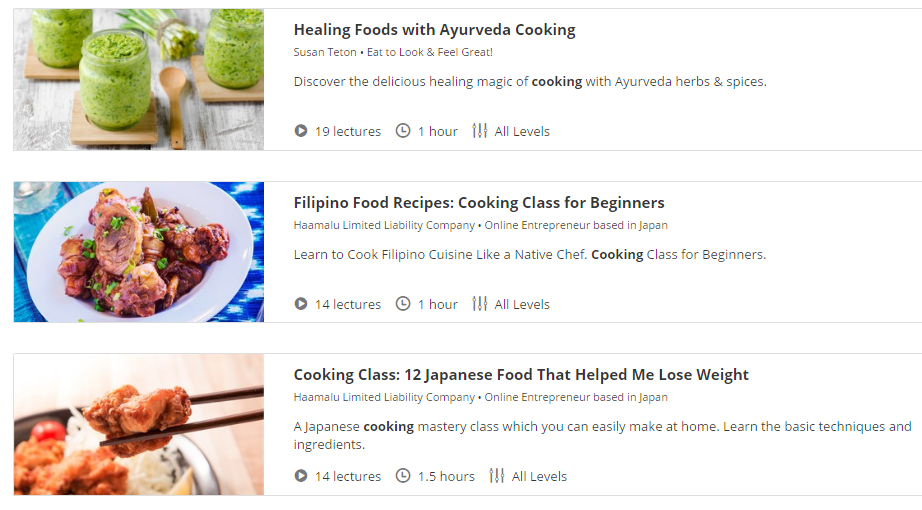 Healing Foods with Ayurveda Cooking
Susan Teton • Eat to Look & Feel Great!
Discover the delicious healing magic of cooking with Ayurveda herbs & spices.
19 lectures 1 hour All Levels
Filipino Food Recipes: Cooking Class for Beginners
Haamalu Limited Liability Company • Online Entrepreneur based in Japan
Learn to Cook Filipino Cuisine Like a Native Chef. Cooking Class for Beginners.
14 lectures 1 hour All Levels
Cooking Class: 12 Japanese Food That Helped Me Lose Weight
Haamalu Limited Liability Company • Online Entrepreneur based in Japan
A Japanese cooking mastery class which you can easily make at home. Learn the basic techniques and
ingredients.
14 lectures 1.5 hours All Levels